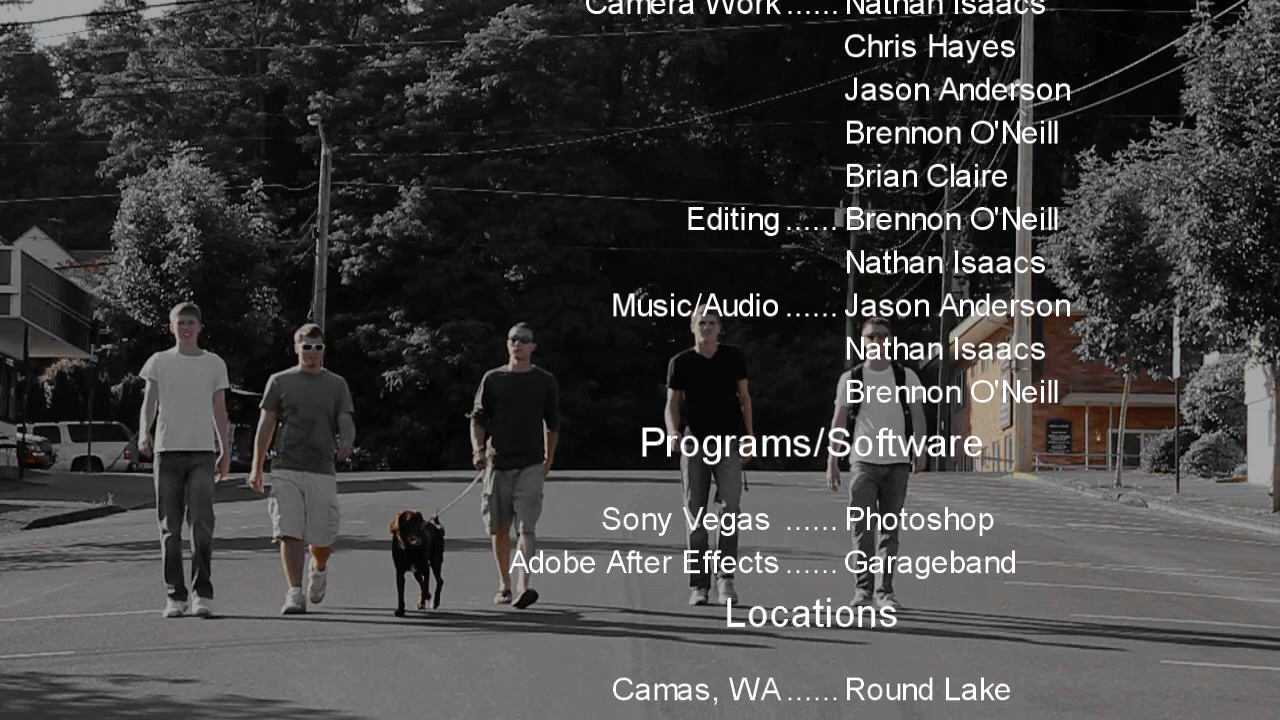 Camera Work ...... Nathan Isaacs
Chris Hayes
Jason Anderson
Brennon O'Neill
Brian Claire
Editing ...... Brennon O'Neill
Nathan Isaacs
Music/Audio ...... Jason Anderson
Nathan Isaacs
Brennon O'Neill
Programs/Software
Sony Vegas ...... Photoshop
Adobe After Effects ...... Garageband
Locations
Camas, WA ...... Round Lake